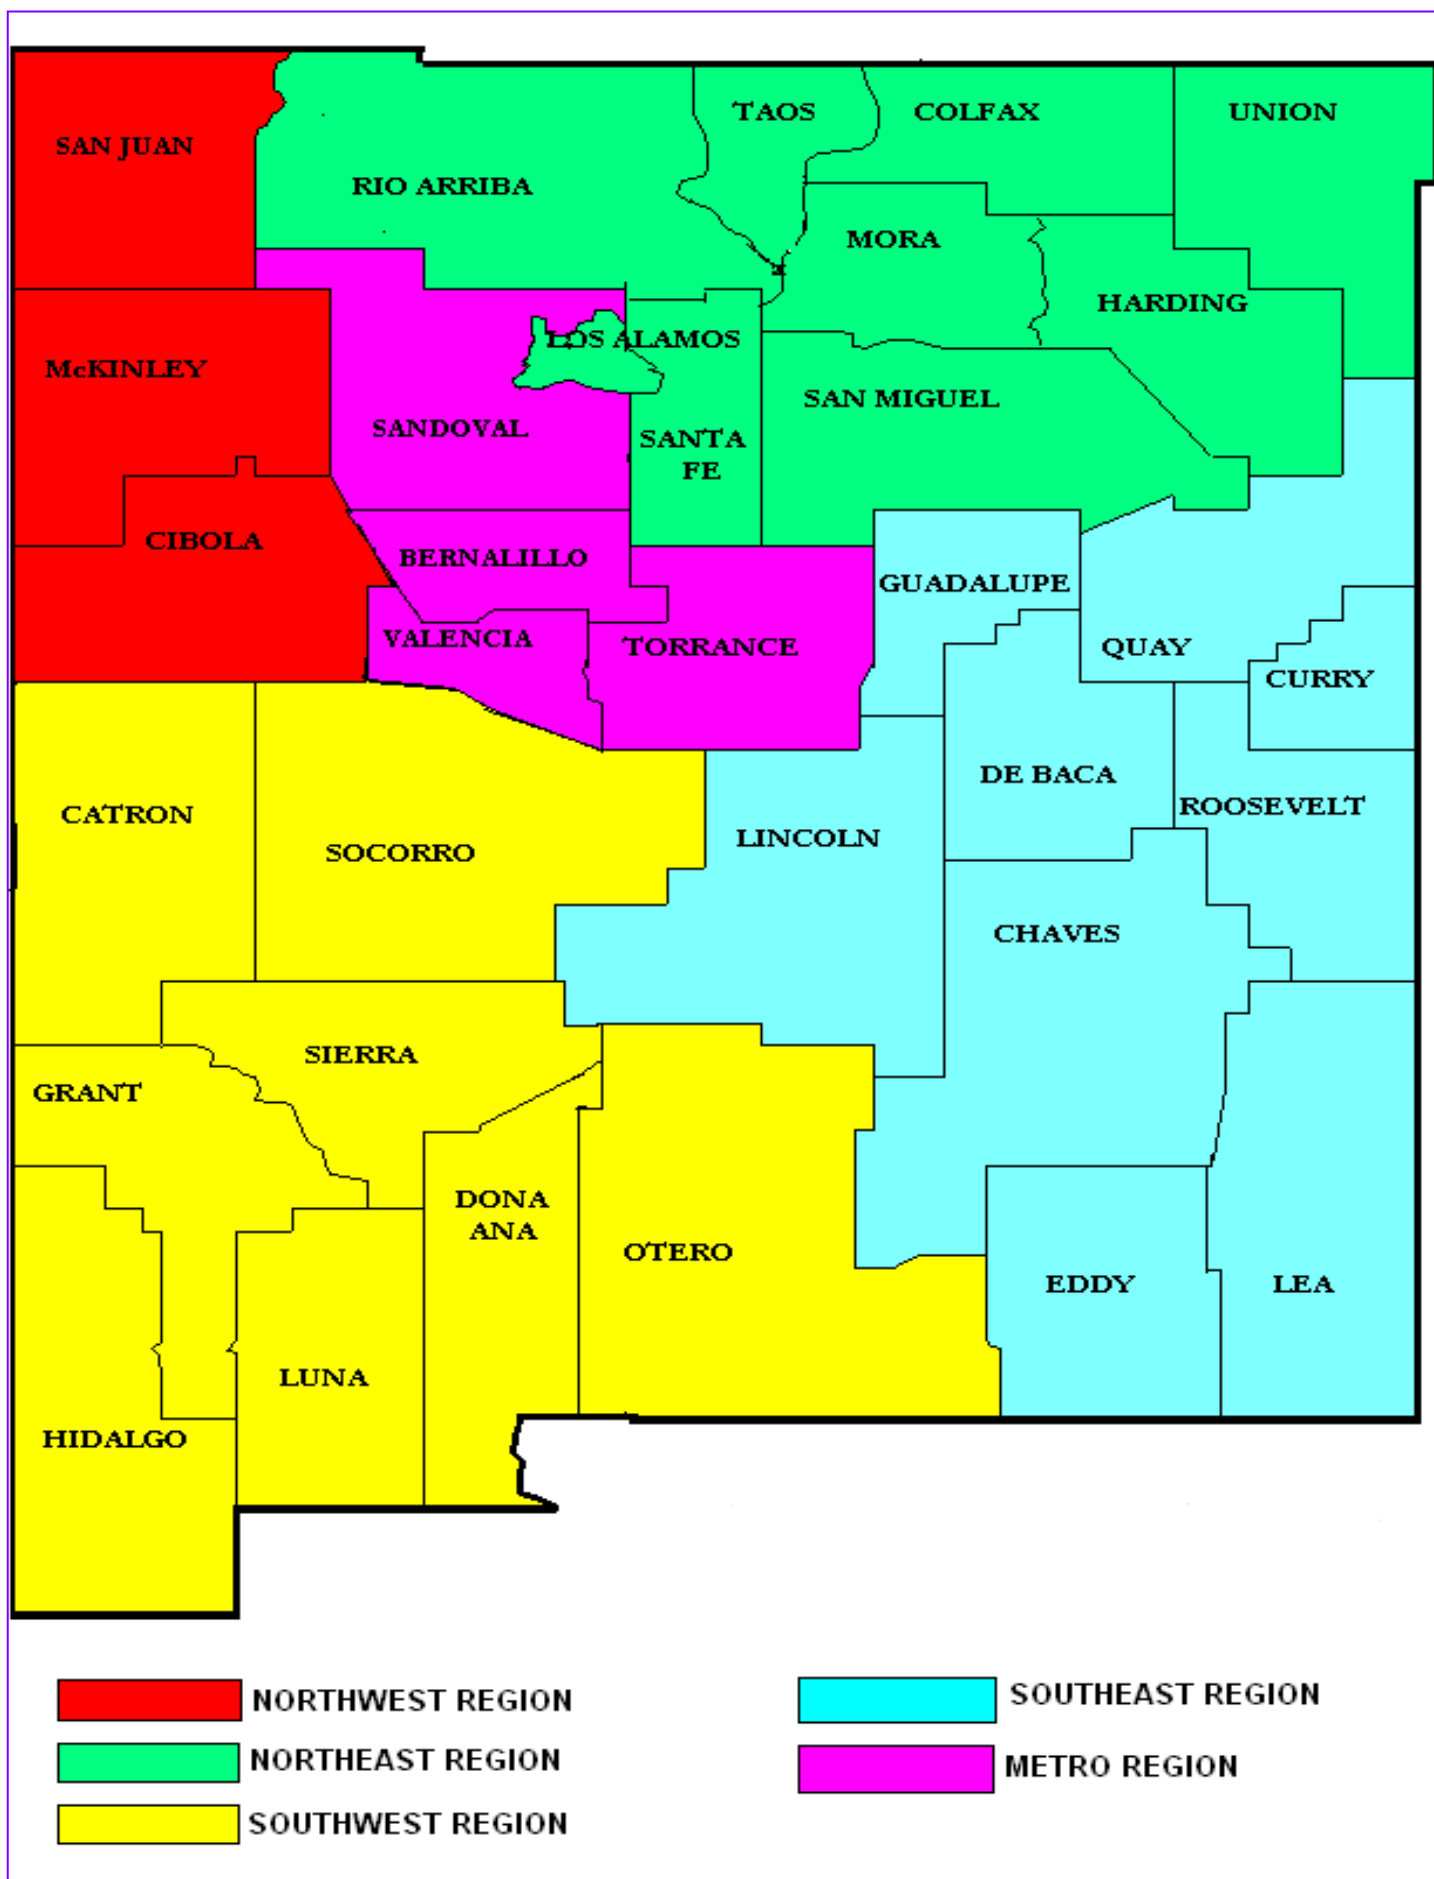 TAOS
COLFAX
UNION
SAN JUAN
RIO ARRIBA
MORA
HARDING
LOS ALAMOS
McKINLEY
SAN MIGUEL
SANDOVAL
SANTA
FE
CIBOLA
BERNALILLO
GUADALUPE
VALENCIA
TORRANCE
QUAY
CURRY
DE BACA
ROOSEVELT
CATRON
LINCOLN
SOCORRO
CHAVES
SIERRA
GRANT
DONA
ANA
OTERO
EDDY
LEA
LUNA
HIDALGO
NORTHWEST REGION
SOUTHEAST REGION
NORTHEAST REGION
METRO REGION
SOUTHWEST REGION